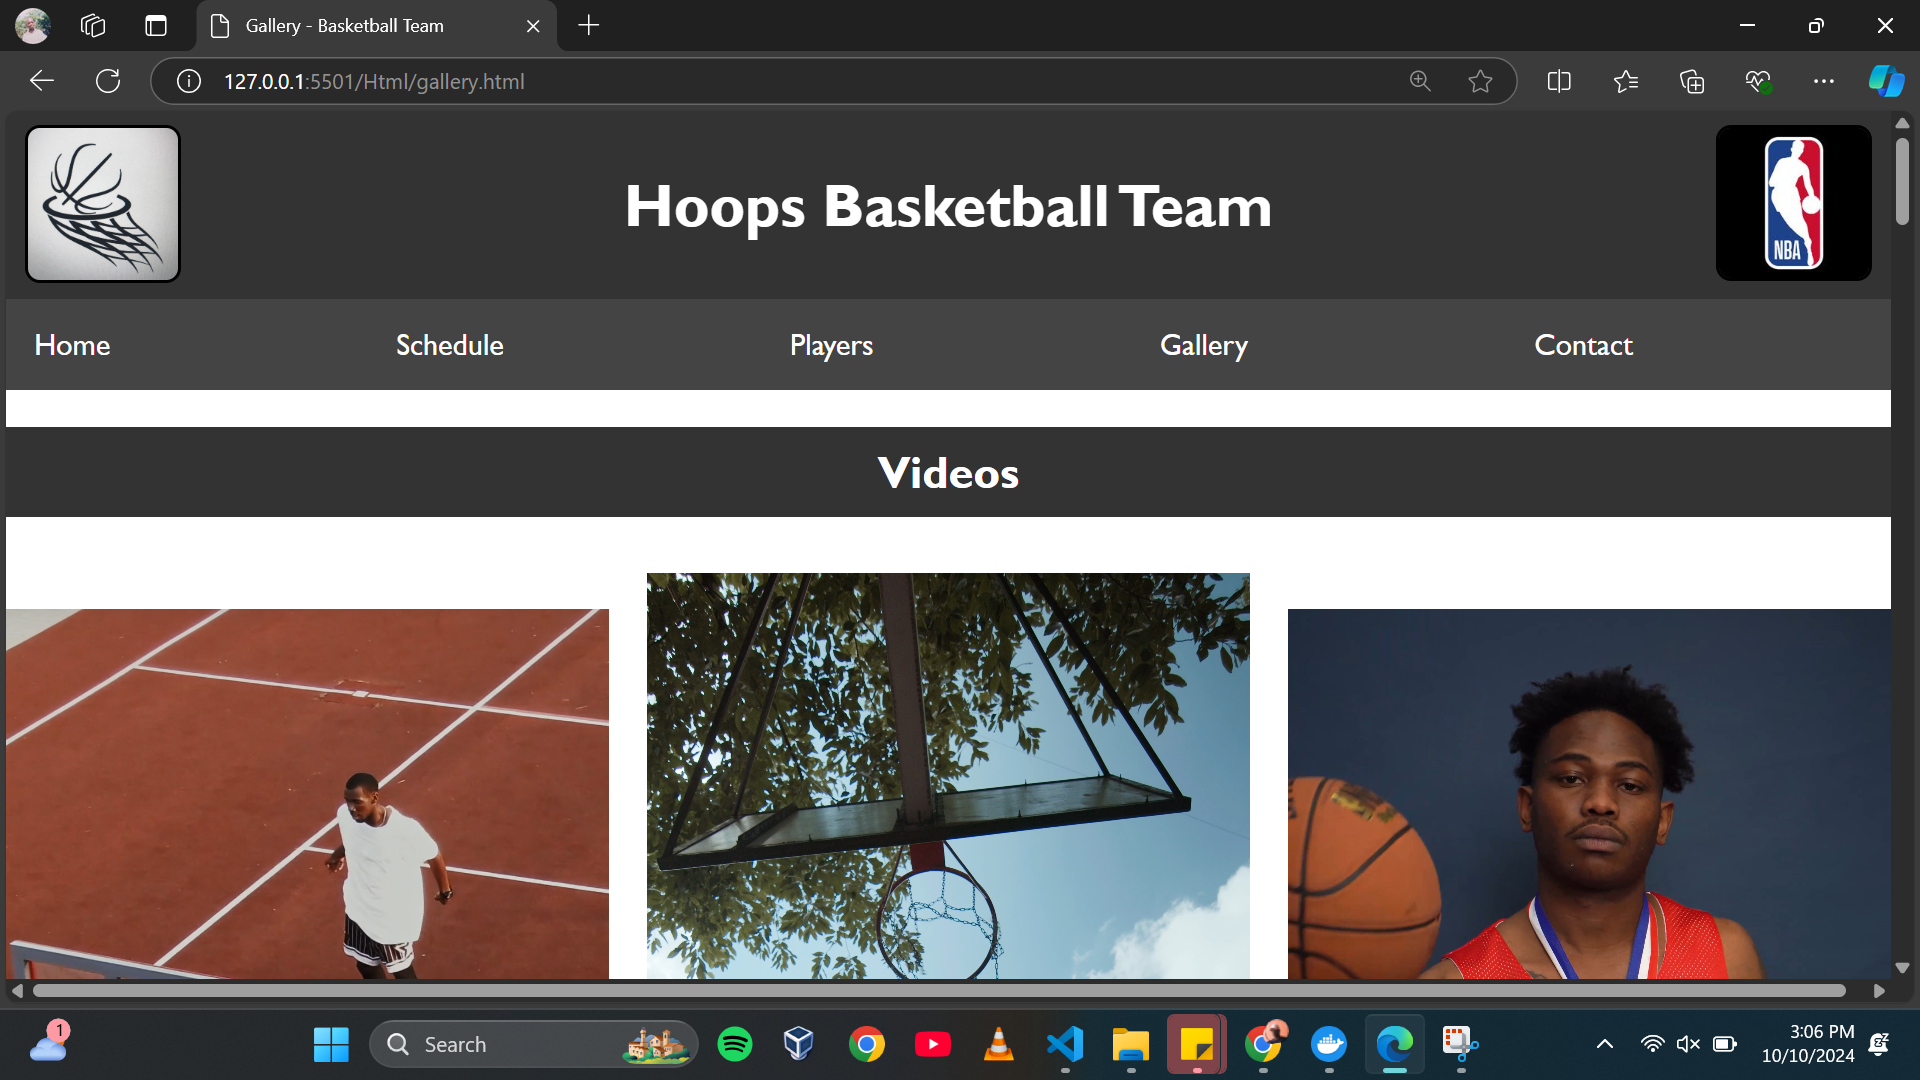 Gallery - Basketball Team
127.0.0.1:5501/Html/gallery.html
Hoops Basketball Team
NBA
Home Schedule Players Gallery Contact
Videos
1
Search
3:06 PM
10/10/2024